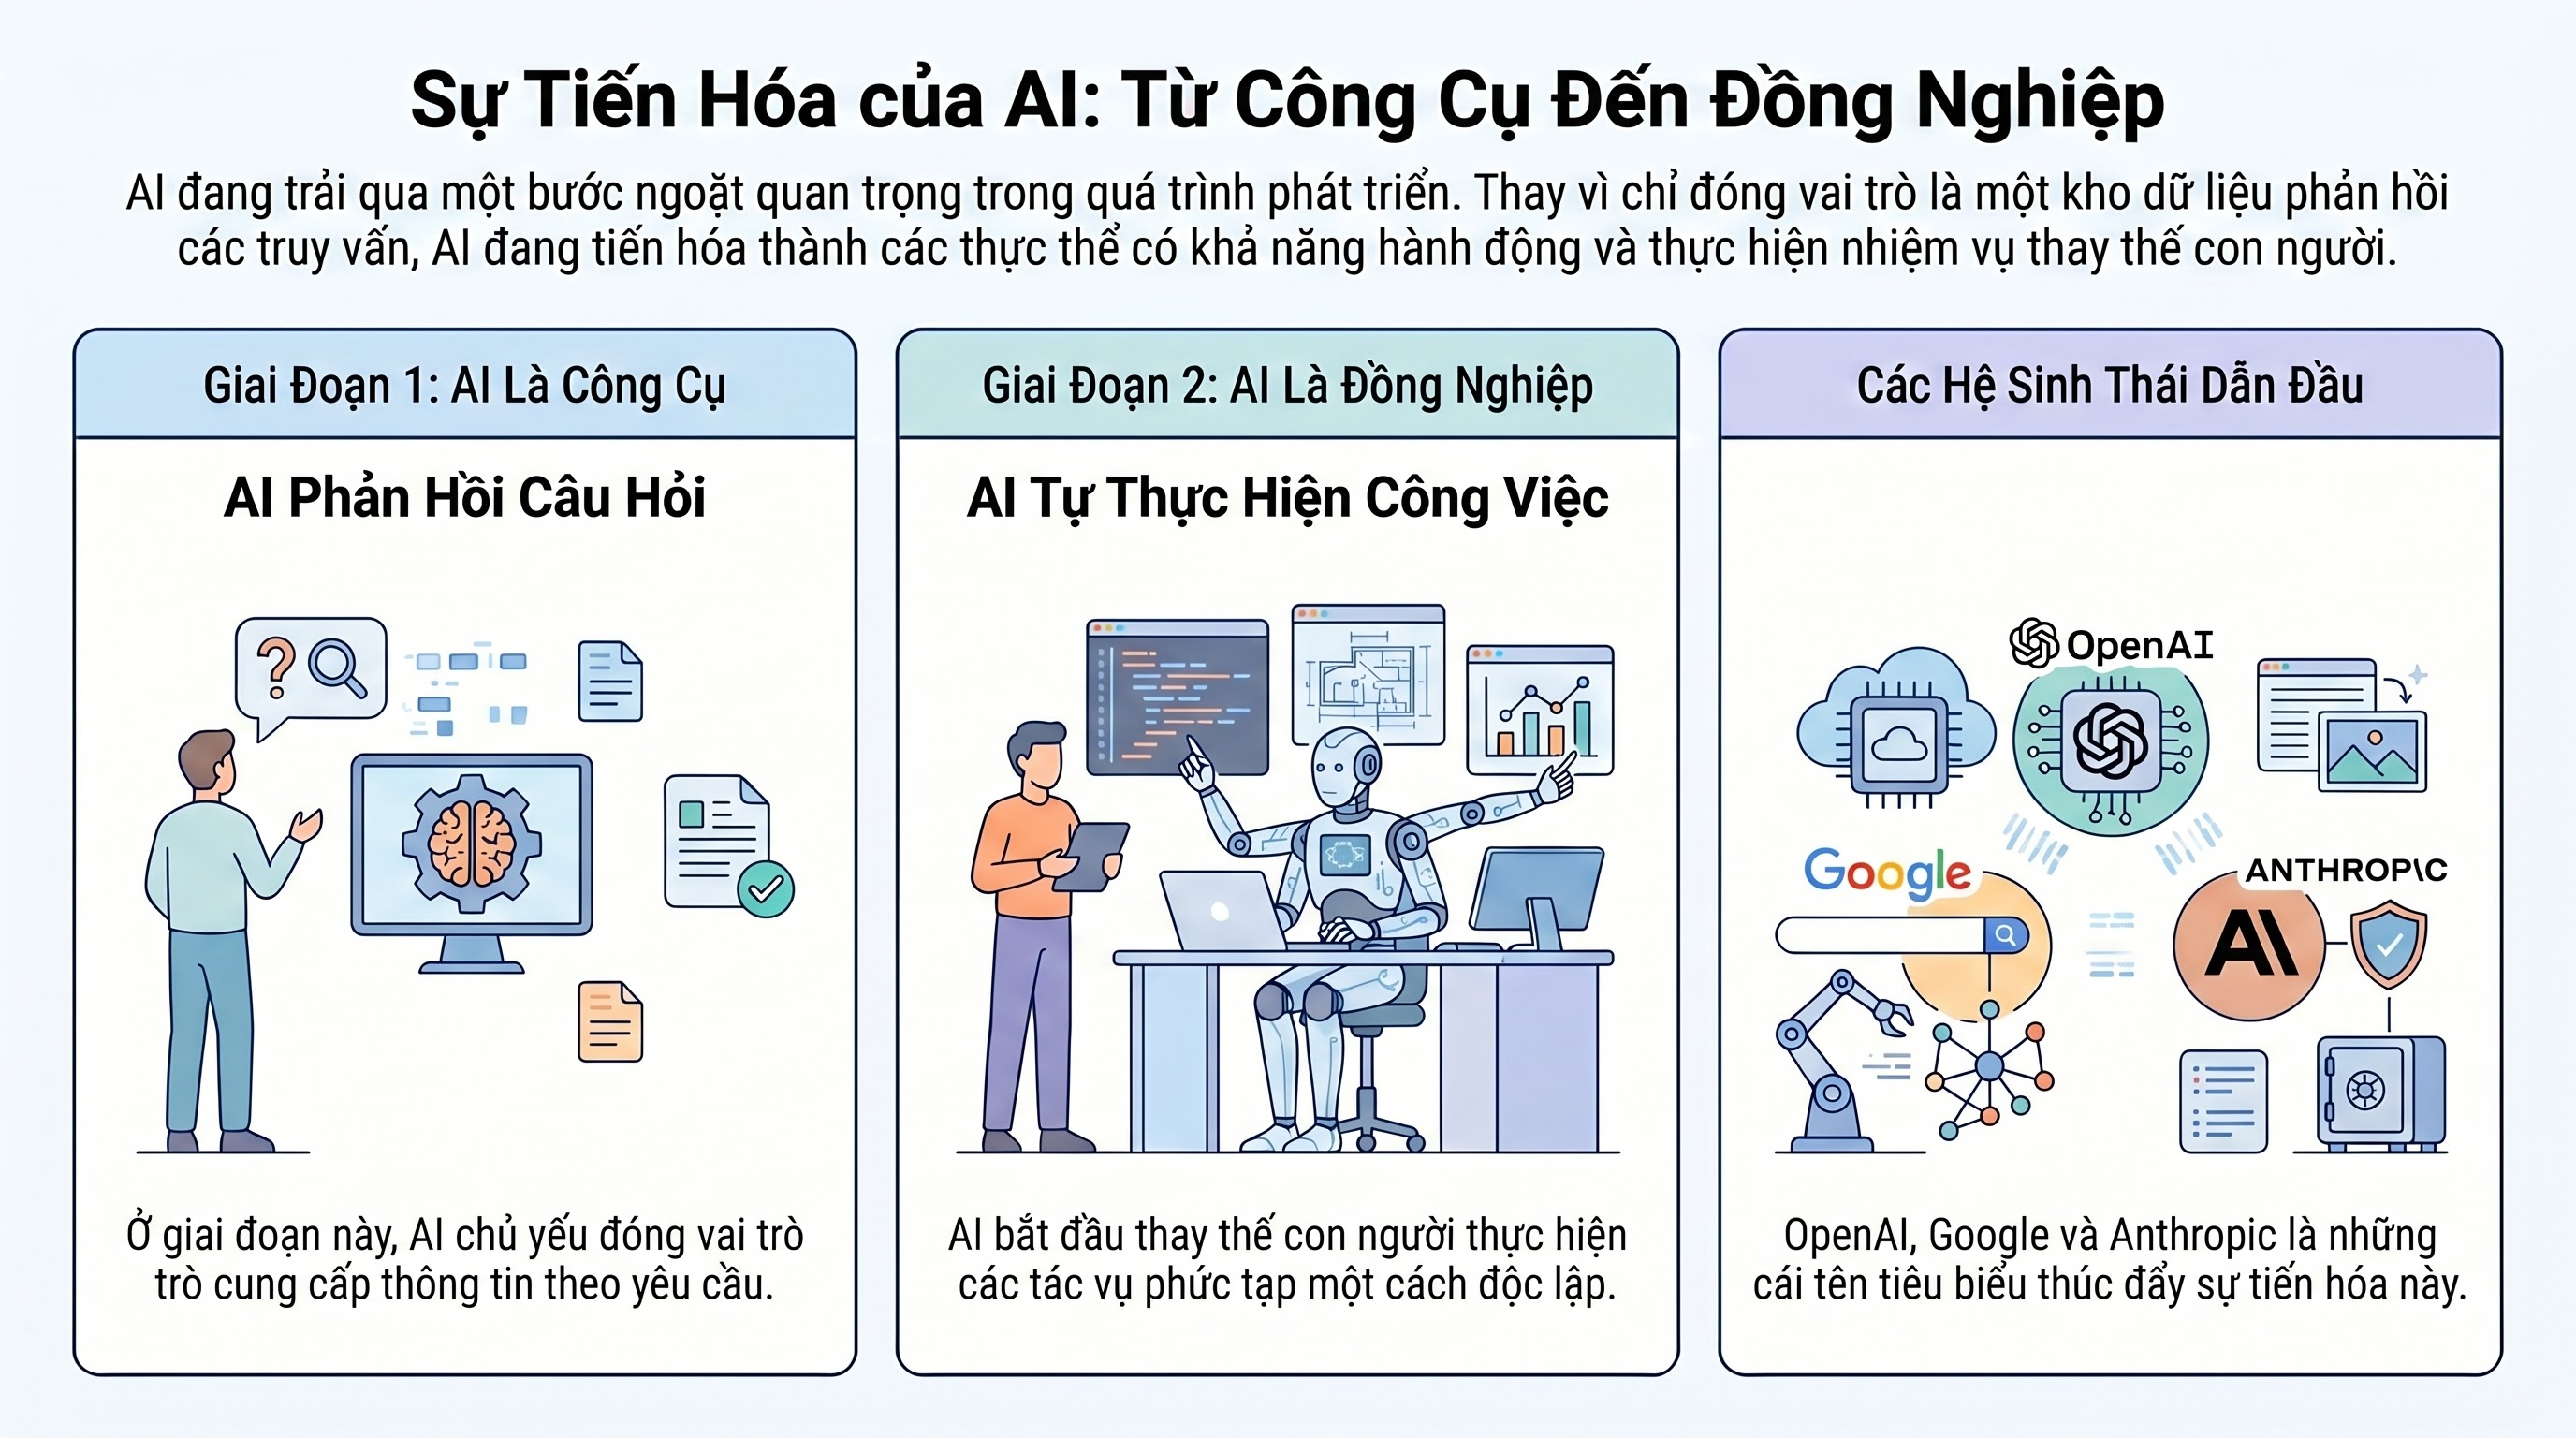 Sự Tiến Hóa của AI: Từ Công Cụ Đến Đồng Nghiệp
AI đang trải qua một bước ngoặt quan trọng trong quá trình phát triển. Thay vì chỉ đóng vai trò là một kho dữ liệu phản hồi
các truy vấn, AI đang tiến hóa thành các thực thể có khả năng hành động và thực hiện nhiệm vụ thay thế con người.
Giai Đoạn 1: AI Là Công Cụ
AI Phản Hồi Câu Hỏi
?
Ở giai đoạn này, AI chủ yếu đóng vai trò
trò cung cấp thông tin theo yêu cầu.
Giai Đoạn 2: AI Là Đồng Nghiệp
AI Tự Thực Hiện Công Việc
AI bắt đầu thay thế con người thực hiện
các tác vụ phức tạp một cách độc lập.
Các Hệ Sinh Thái Dẫn Đầu
OpenAI
Google
ANTHROP\C
A\
OpenAI, Google và Anthropic là những
cái tên tiêu biểu thúc đẩy sự tiến hóa này.